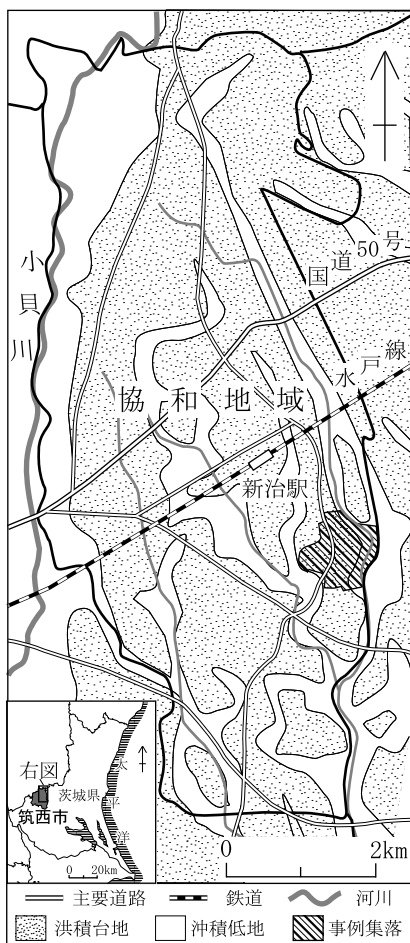 国道50号
小貝川
水戸線
協和地域
新治駅
右図
茨城県
筑西市
太平洋
0 20km
0 2km
主要道路 鉄道 河川
洪積台地 沖積低地 事例集落